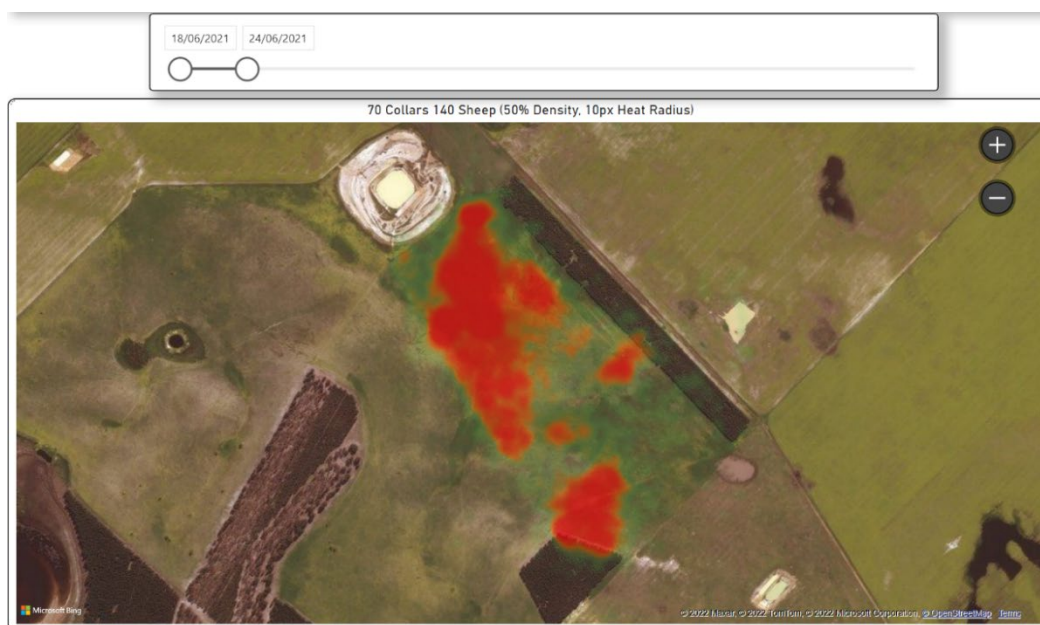 18/06/2021 24/06/2021
70 Collars 140 Sheep (50% Density, 10px Heat Radius)
+
−
Microsoft Bing
© 2022 Maxar, © 2022 TomTom, © 2022 Microsoft Corporation, © OpenStreetMap Terms